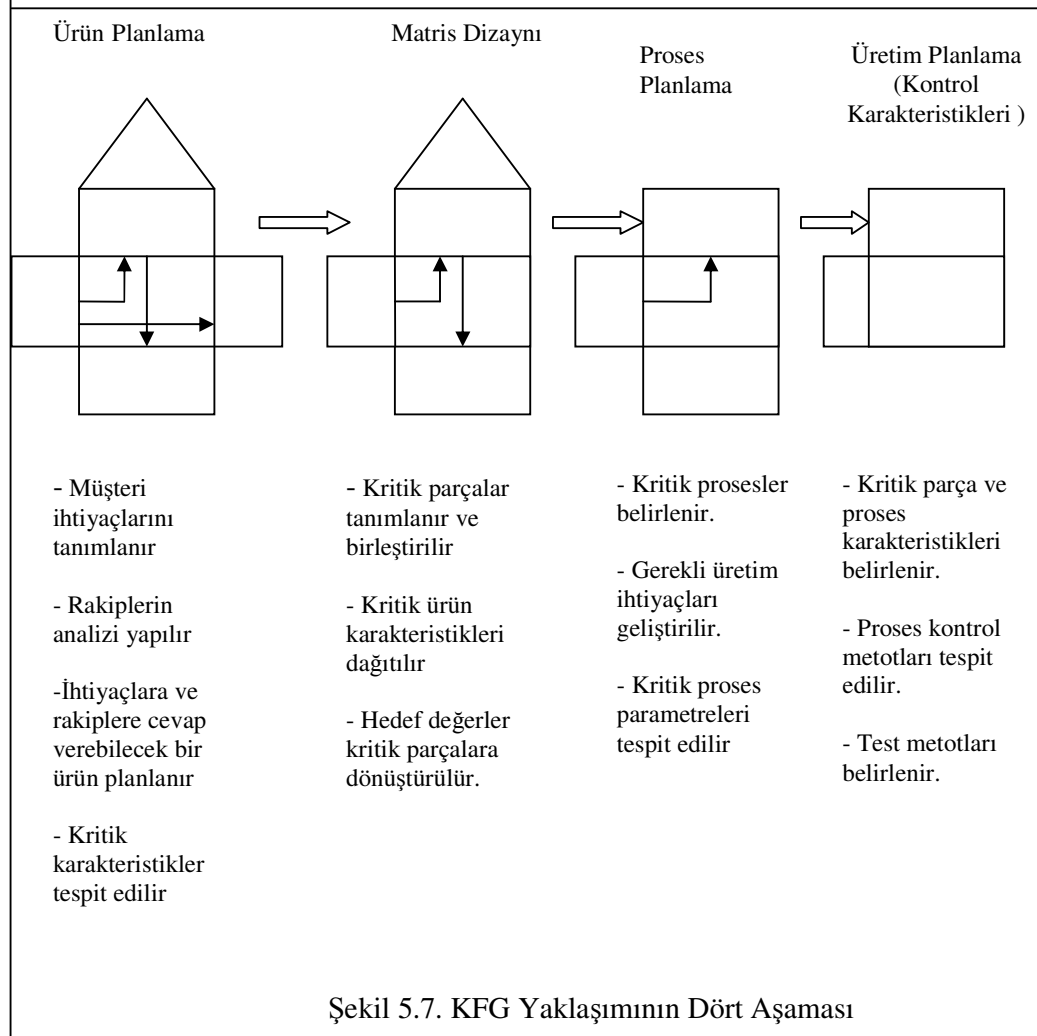 Ürün Planlama
Matris Dizaynı
Proses
Planlama
Üretim Planlama
(Kontrol
Karakteristikleri )
- Müşteri
ihtiyaçlarını
tanımlanır
- Rakiplerin
analizi yapılır
-İhtiyaçlara ve
rakiplere cevap
verebilecek bir
ürün planlanır
- Kritik
karakteristikler
tespit edilir
- Kritik parçalar
tanımlanır ve
birleştirilir
- Kritik ürün
karakteristikleri
dağıtılır
- Hedef değerler
kritik parçalara
dönüştürülür.
- Kritik prosesler
belirlenir.
- Gerekli üretim
ihtiyaçları
geliştirilir.
- Kritik proses
parametreleri
tespit edilir
- Kritik parça ve
proses
karakteristikleri
belirlenir.
- Proses kontrol
metotları tespit
edilir.
- Test metotları
belirlenir.
Şekil 5.7. KFG Yaklaşımının Dört Aşaması